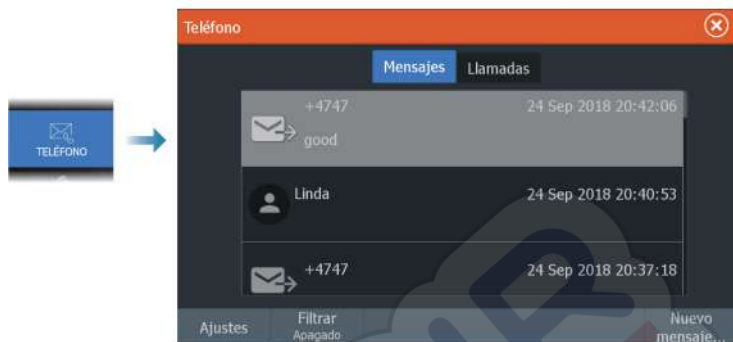 Teléfono
Mensajes Llamadas
TELÉFONO
+4747 24 Sep 2018 20:42:06
good
Linda 24 Sep 2018 20:40:53
+4747 24 Sep 2018 20:37:18
Ajustes
Filtrar
Apagado
Nuevo
mensaje...